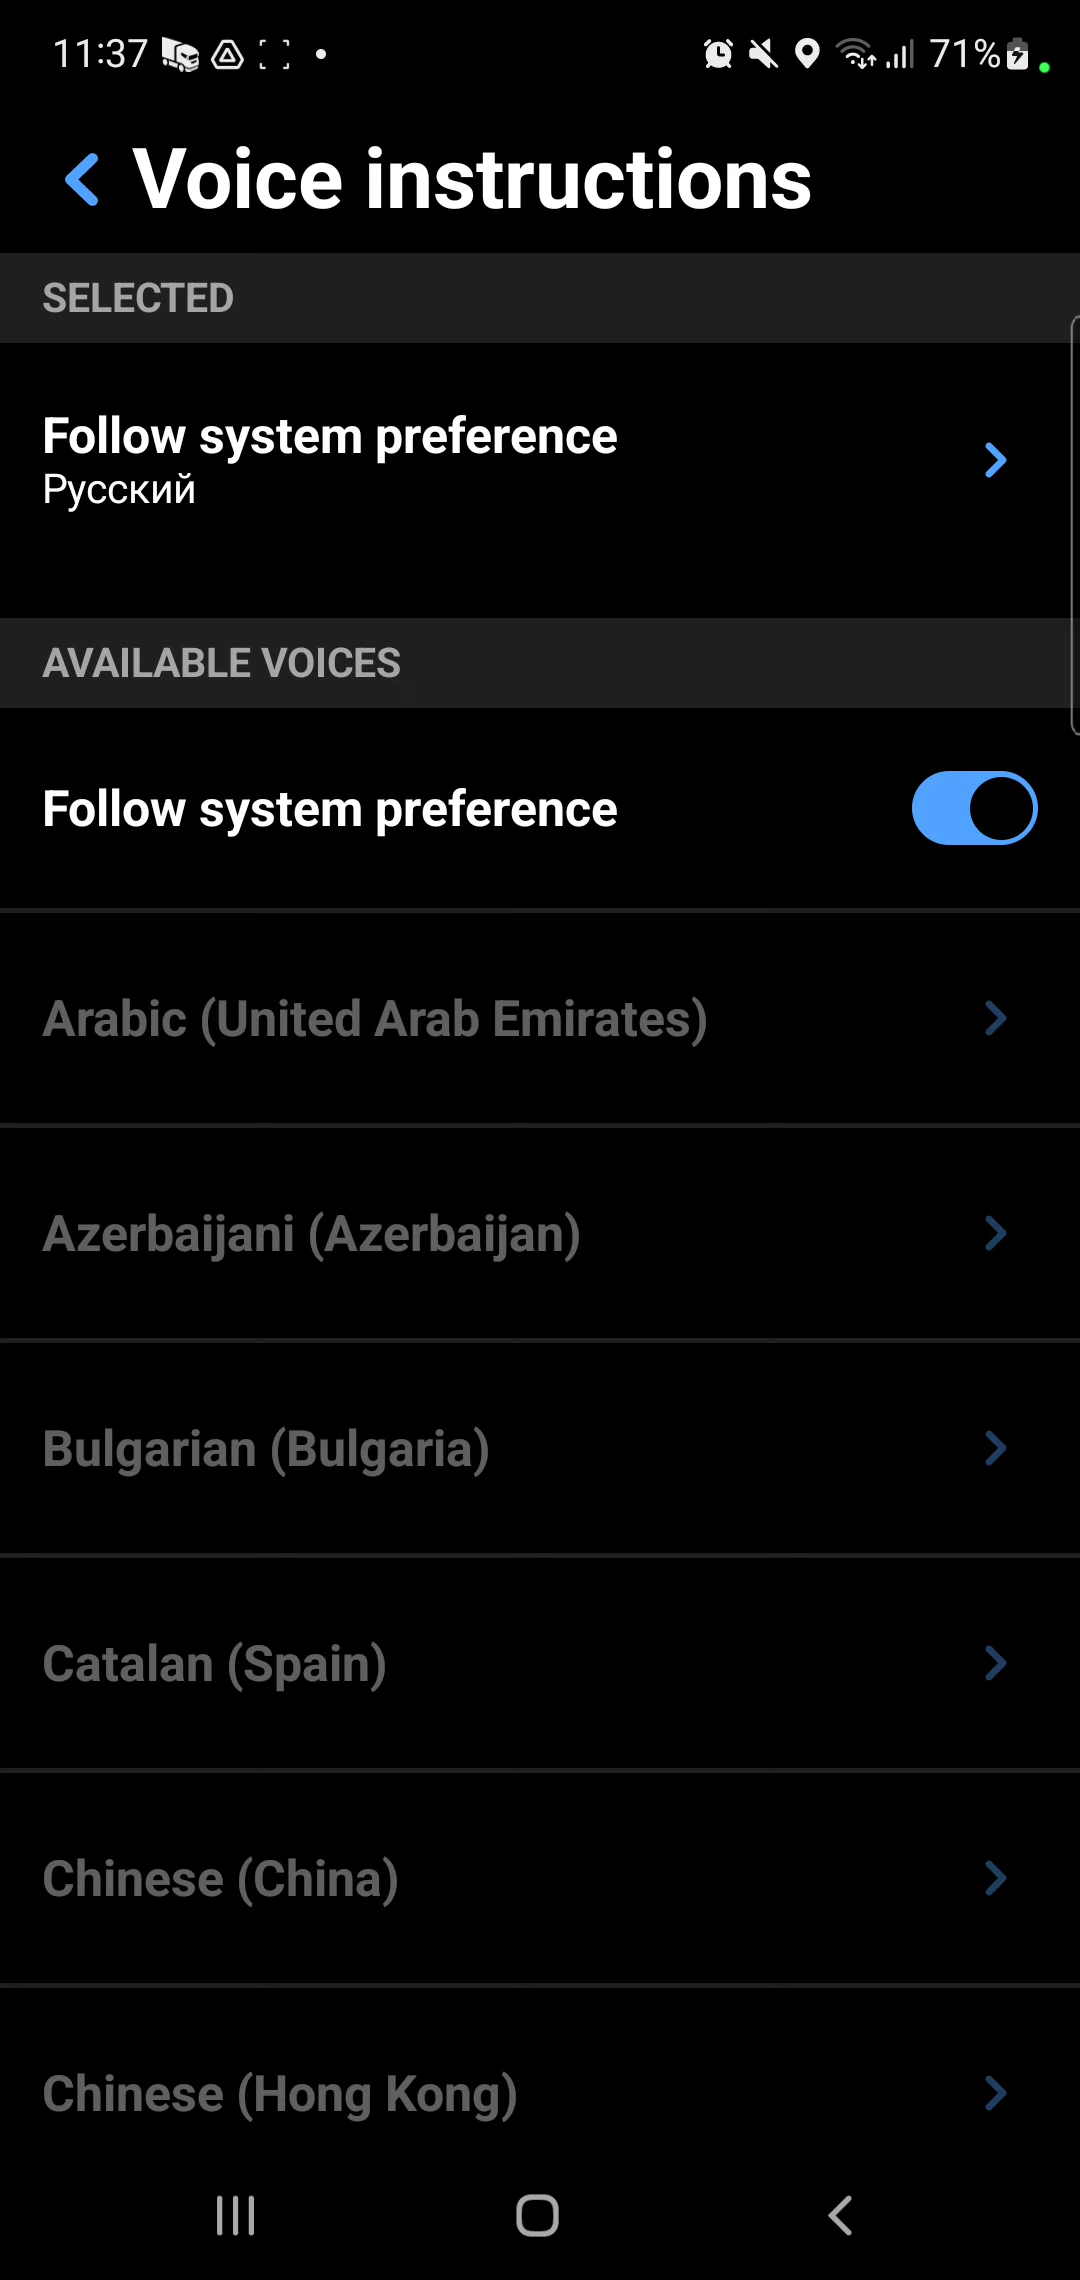 11:37
71%
Voice instructions
SELECTED
Follow system preference
Русский
AVAILABLE VOICES
Follow system preference
Arabic (United Arab Emirates)
Azerbaijani (Azerbaijan)
Bulgarian (Bulgaria)
Catalan (Spain)
Chinese (China)
Chinese (Hong Kong)